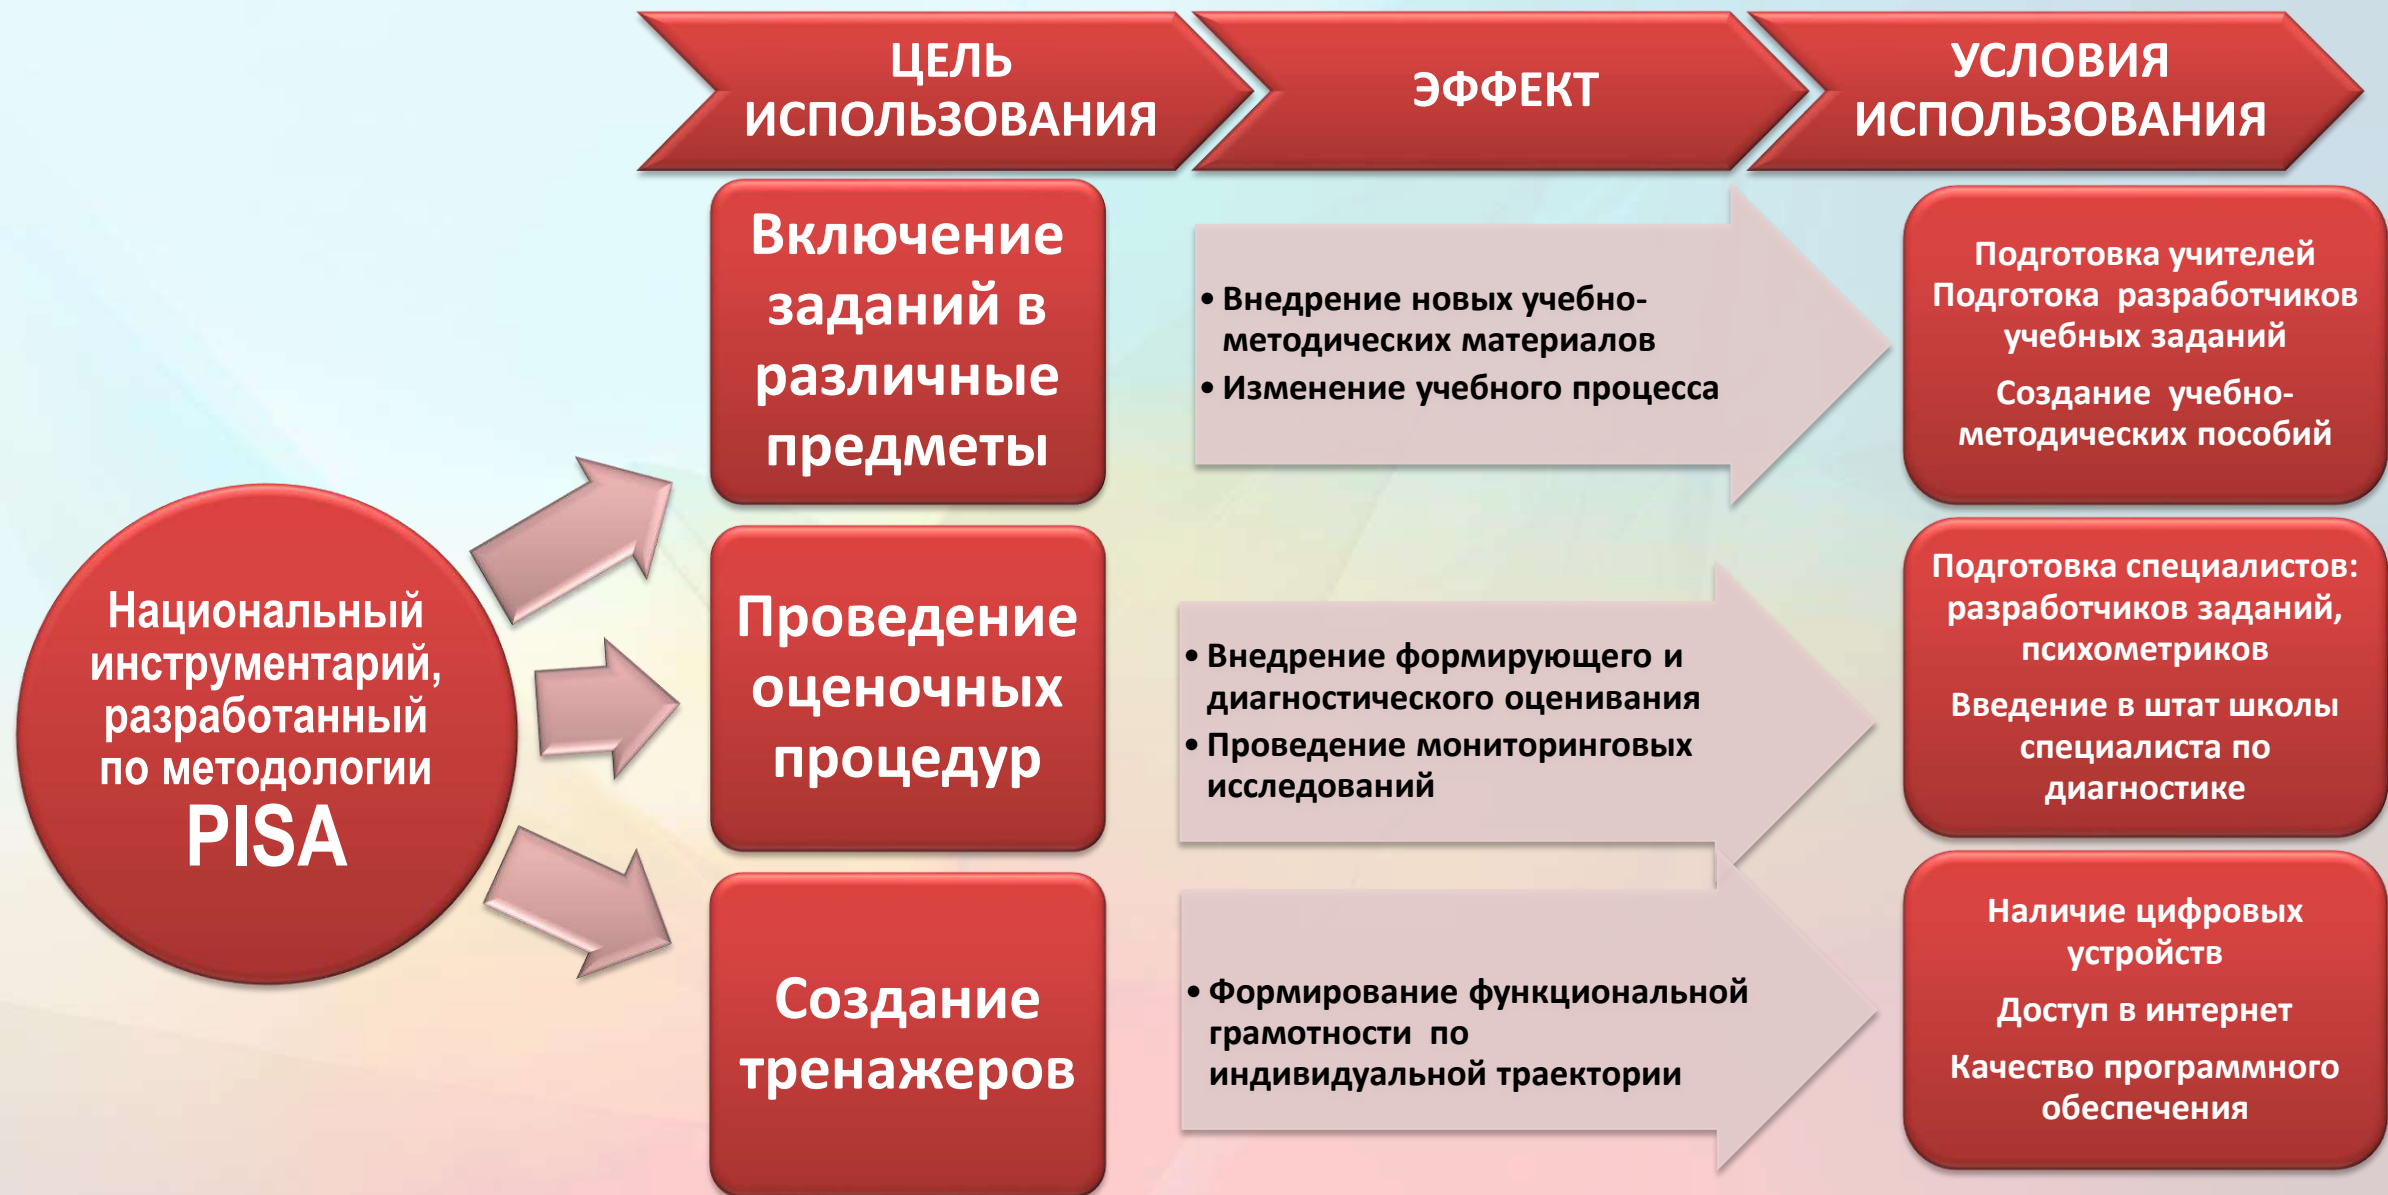 ЦЕЛЬ
ИСПОЛЬЗОВАНИЯ
ЭФФЕКТ
УСЛОВИЯ
ИСПОЛЬЗОВАНИЯ
Национальный
инструментарий,
разработанный
по методологии
PISA
Включение
заданий в
различные
предметы
• Внедрение новых учебно-
методических материалов
• Изменение учебного процесса
Подготовка учителей
Подготока разработчиков
учебных заданий
Создание учебно-
методических пособий
Проведение
оценочных
процедур
• Внедрение формирующего и
диагностического оценивания
• Проведение мониторинговых
исследований
Подготовка специалистов:
разработчиков заданий,
психометриков
Введение в штат школы
специалиста по
диагностике
Создание
тренажеров
• Формирование функциональной
грамотности по
индивидуальной траектории
Наличие цифровых
устройств
Доступ в интернет
Качество программного
обеспечения